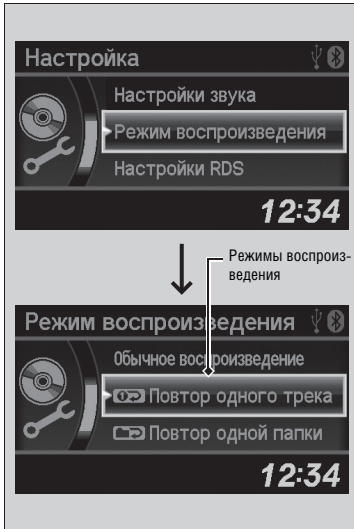 Настройка
Настройки звука
Режим воспроизведения
Настройки RDS
12:34
Режимы воспроиз-
ведения
Режим воспроизведения
Обычное воспроизведение
Повтор одного трека
Повтор одной папки
12:34